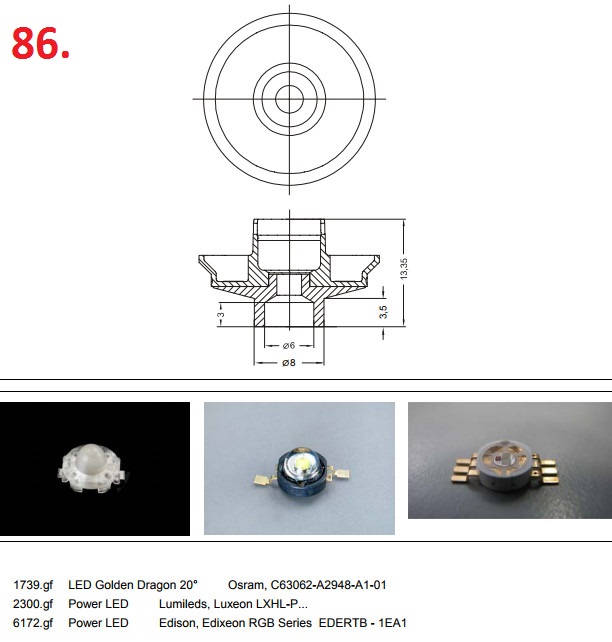 86.
13,35
3,5
3
ø6
ø8
1739.gf LED Golden Dragon 20° Osram, C63062-A2948-A1-01
2300.gf Power LED Lumileds, Luxeon LXHL-P...
6172.gf Power LED Edison, Edixeon RGB Series EDERTB - 1EA1